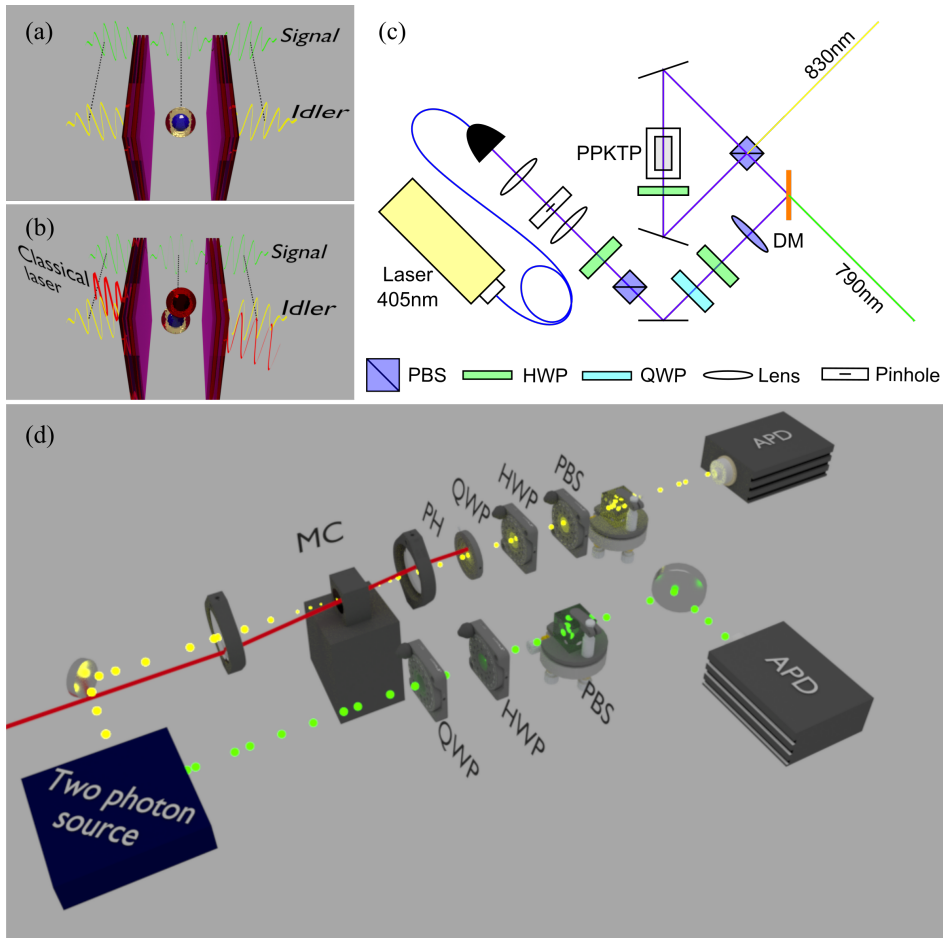 (a)
Signal
Idler
(b)
Signal
Classical
laser
Idler
(c)
830nm
PPKTP
Laser
405nm
DM
790nm
PBS
HWP
QWP
Lens
Pinhole
(d)
APD
PBS
HWP
QWP
PH
MC
APD
PBS
HWP
QWP
Two photon
source